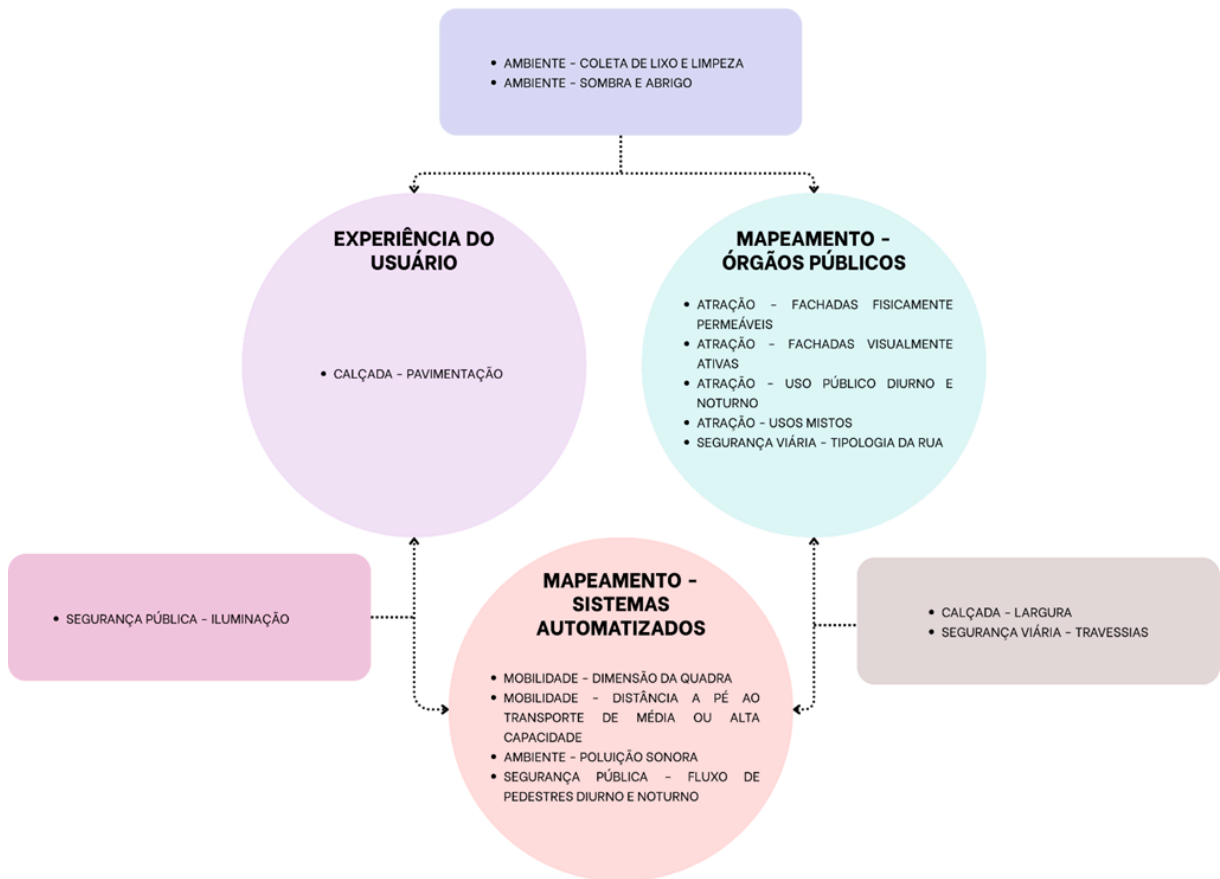 • AMBIENTE - COLETA DE LIXO E LIMPEZA
• AMBIENTE - SOMBRA E ABRIGO
EXPERIÊNCIA DO
USUÁRIO
• CALÇADA - PAVIMENTAÇÃO
MAPEAMENTO -
ÓRGÃOS PÚBLICOS
• ATRAÇÃO - FACHADAS FISICAMENTE
PERMEÁVEIS
• ATRAÇÃO - FACHADAS VISUALMENTE
ATIVAS
• ATRAÇÃO - USO PÚBLICO DIURNO E
NOTURNO
• ATRAÇÃO - USOS MISTOS
• SEGURANÇA VIÁRIA - TIPOLOGIA DA RUA
• SEGURANÇA PÚBLICA - ILUMINAÇÃO
MAPEAMENTO -
SISTEMAS
AUTOMATIZADOS
• MOBILIDADE - DIMENSÃO DA QUADRA
• MOBILIDADE - DISTÂNCIA A PÉ AO
TRANSPORTE DE MÉDIA OU ALTA
CAPACIDADE
• AMBIENTE - POLUIÇÃO SONORA
• SEGURANÇA PÚBLICA - FLUXO DE
PEDESTRES DIURNO E NOTURNO
• CALÇADA - LARGURA
• SEGURANÇA VIÁRIA - TRAVESSIAS